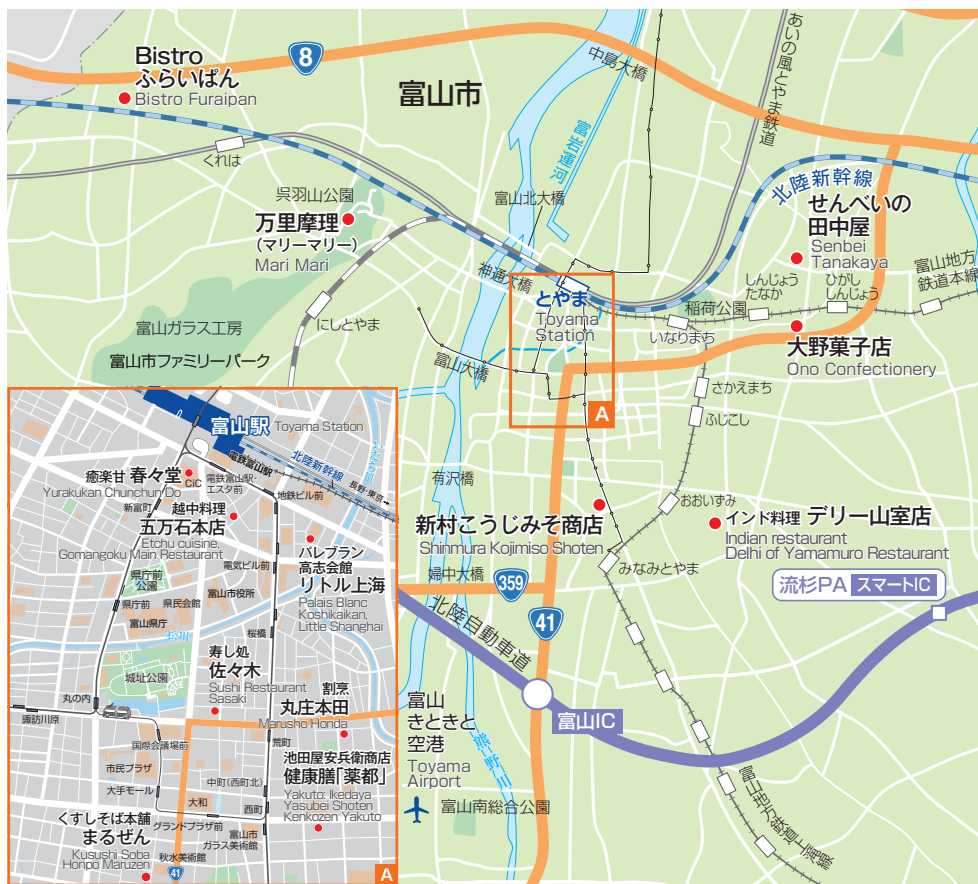 Bistro
ふらいぱん
Bistro Furaipan
8
富山市
中島大橋
あいの風とやま鉄道
富岩運河
くれは
呉羽山公園
万里摩理
(マリーマリー)
Mari Mari
富山北大橋
神通大橋
北陸新幹線
せんべいの
田中屋
Senbei
Tanakaya
富山地方
鉄道本線
しんじょう
たなか
ひがし
しんじょう
とやま
Toyama
Station
稲荷公園
いなりまち
にしとやま
富山ガラス工房
富山市ファミリーパーク
富山大橋
大野菓子店
Ono Confectionery
A
さかえまち
ふじこし
有沢橋
おおいずみ
新村こうじみそ商店
Shinmura Kojimiso Shoten
インド料理 デリー山室店
Indian restaurant
Delhi of Yamamuro Restaurant
みなみとやま
婦中大橋
359
41
流杉PA スマートIC
北陸自動車道
富山IC
富山
きときと
空港
Toyama
Airport
熊野川
富山南総合公園
富山地方鉄道上滝線
富山駅 Toyama Station
電鉄富山駅
北陸新幹線
長野・東京
癒楽甘 春々堂
Yurakukan Chunchun Do
CiC
電鉄富山駅・
エスタ前
地鉄ビル前
新富町
越中料理
五万石本店
Etchu cuisine,
Gomangoku Main Restaurant
パレブラン
高志会館
リトル上海
Palais Blanc
Koshikaikan,
Little Shanghai
電気ビル前
県庁前
公園
県庁前
県民会館
富山市役所
富山県庁
松川
桜橋
城址公園
寿し処
佐々木
Sushi Restaurant
Sasaki
割烹
丸庄本田
Marusho Honda
丸の内
諏訪川原
荒町
国際会議場前
市民プラザ
大手モール
中町(西町北)
池田屋安兵衛商店
健康膳「薬都」
Yakuto: Ikedaya
Yasubei Shoten
Kenkozen Yakuto
大和
西町
くすしそば本舗
まるぜん
Kusushi Soba
Honpo Maruzen
グランドプラザ前
富山市
ガラス美術館
秋水美術館
41
A